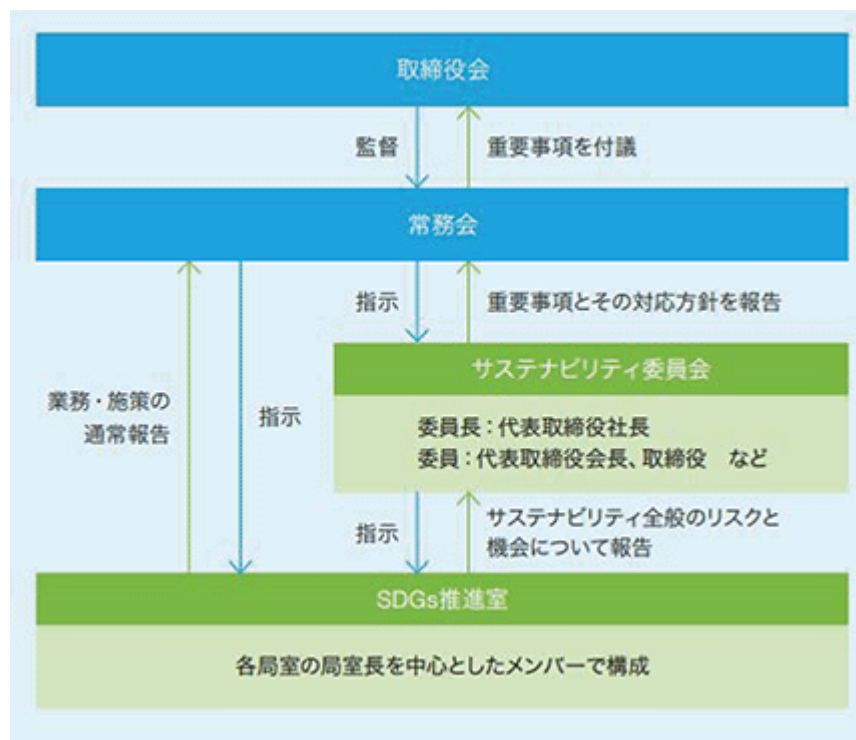 取締役会
監督
重要事項を付議
常務会
指示
重要事項とその対応方針を報告
サステナビリティ委員会
業務・施策の
通常報告
指示
委員長：代表取締役社長
委員：代表取締役会長、取締役　など
指示
サステナビリティ全般のリスクと
機会について報告
SDGs推進室
各局室の局室長を中心としたメンバーで構成